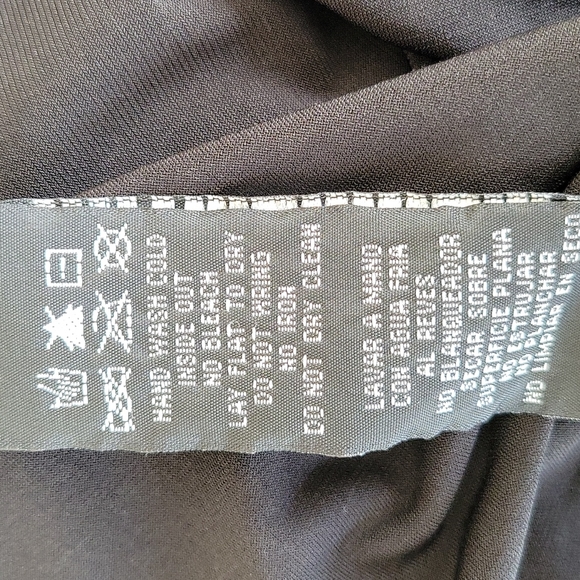 HAND WASH COLD
INSIDE OUT
NO BLEACH
LAY FLAT TO DRY
DO NOT WRING
NO IRON
DO NOT DRY CLEAN
LAVAR A MANO
CON AGUA FRIA
AL REVES
NO BLANQUEADOR
SECAR SOBRE
SUPERFICIE PLANA
NO ESTRUJAR
NO PLANCHAR
NO LIMPIAR EN SECO